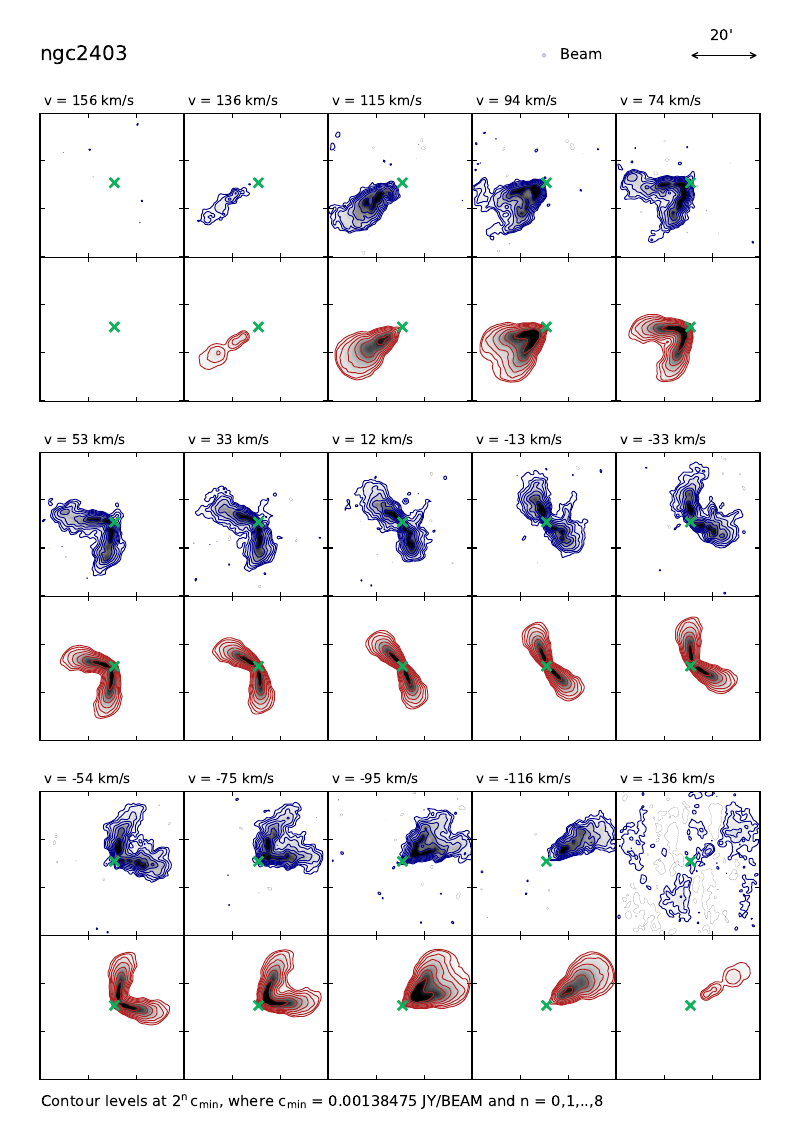 20'
ngc2403
Beam
v = 156 km/s
v = 136 km/s
v = 115 km/s
v = 94 km/s
v = 74 km/s
v = 53 km/s
v = 33 km/s
v = 12 km/s
v = -13 km/s
v = -33 km/s
v = -54 km/s
v = -75 km/s
v = -95 km/s
v = -116 km/s
v = -136 km/s
Contour levels at 2ⁿ c_min, where c_min = 0.00138475 JY/BEAM and n = 0,1,..,8